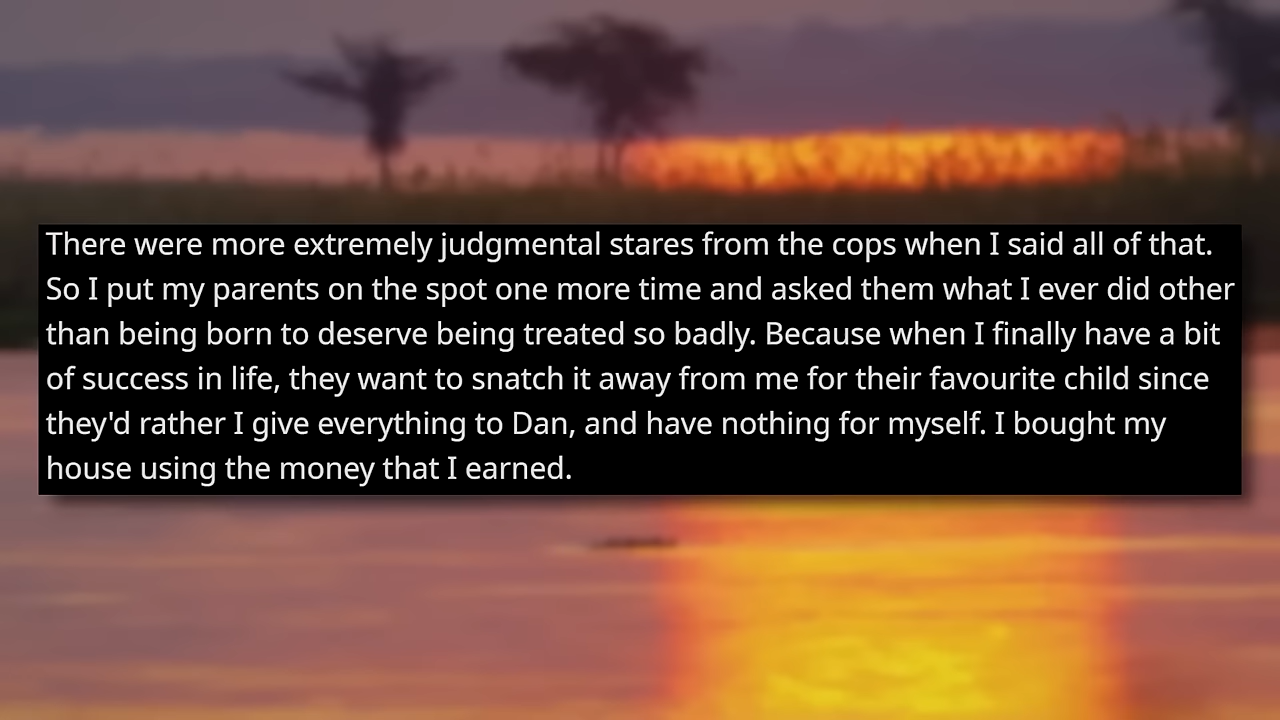 There were more extremely judgmental stares from the cops when I said all of that.
So I put my parents on the spot one more time and asked them what I ever did other
than being born to deserve being treated so badly. Because when I finally have a bit
of success in life, they want to snatch it away from me for their favourite child since
they'd rather I give everything to Dan, and have nothing for myself. I bought my
house using the money that I earned.